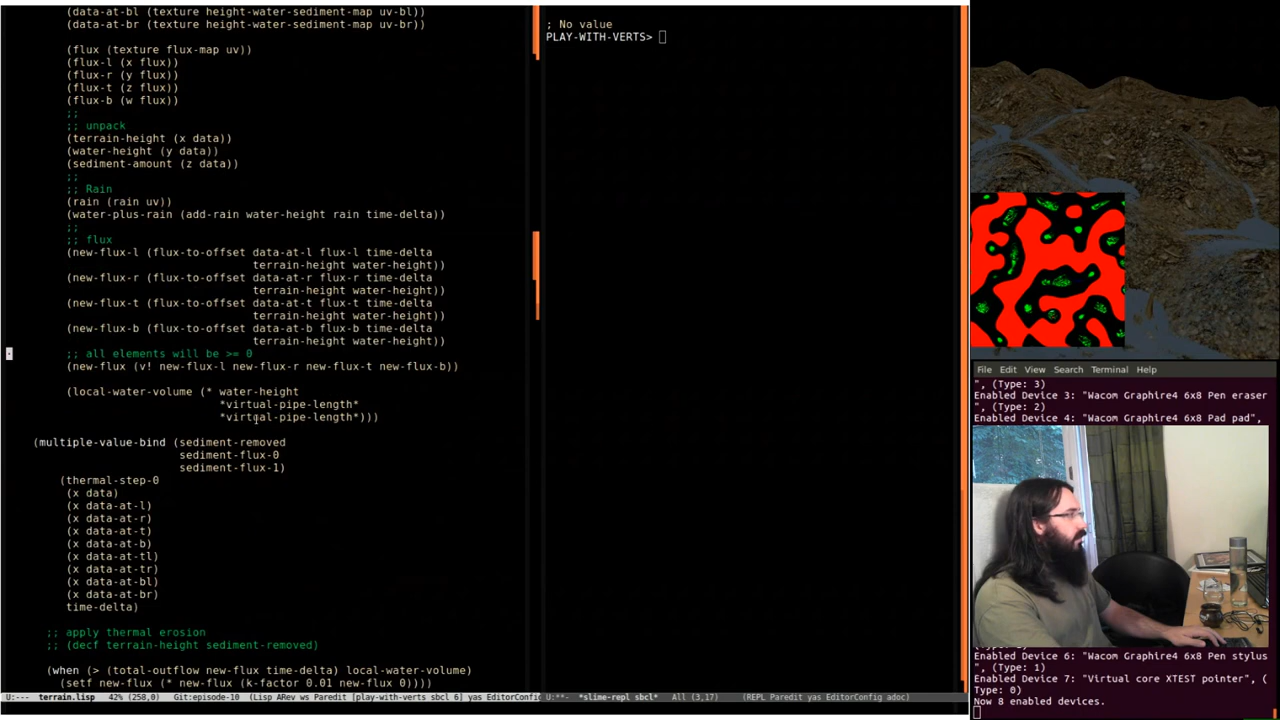 (data-at-bl (texture height-water-sediment-map uv-bl))
(data-at-br (texture height-water-sediment-map uv-br))
(flux (texture flux-map uv))
(flux-l (x flux))
(flux-r (y flux))
(flux-t (z flux))
(flux-b (w flux))
;;
;; unpack
(terrain-height (x data))
(water-height (y data))
(sediment-amount (z data))
;;
;; Rain
(rain (rain uv))
(water-plus-rain (add-rain water-height rain time-delta))
;;
;; flux
(new-flux-l (flux-to-offset data-at-l flux-l time-delta
terrain-height water-height))
(new-flux-r (flux-to-offset data-at-r flux-r time-delta
terrain-height water-height))
(new-flux-t (flux-to-offset data-at-t flux-t time-delta
terrain-height water-height))
(new-flux-b (flux-to-offset data-at-b flux-b time-delta
terrain-height water-height))
;; all elements will be >= 0
(new-flux (v! new-flux-l new-flux-r new-flux-t new-flux-b))
(local-water-volume (* water-height
*virtual-pipe-length*
*virtual-pipe-length*)))
(multiple-value-bind (sediment-removed
sediment-flux-0
sediment-flux-1)
(thermal-step-0
(x data)
(x data-at-l)
(x data-at-r)
(x data-at-t)
(x data-at-b)
(x data-at-tl)
(x data-at-tr)
(x data-at-bl)
(x data-at-br)
time-delta)
;; apply thermal erosion
;; (decf terrain-height sediment-removed)
(when (> (total-outflow new-flux time-delta) local-water-volume)
(setf new-flux (* new-flux (k-factor 0.01 new-flux 0))))
U:--- terrain.lisp 42% (258,0) Git:episode-10 (Lisp ARev ws Paredit [play-with-verts sbcl 6] yas EditorConfig
; No value
PLAY-WITH-VERTS>
U:**- *slime-repl sbcl* All (3,17) (REPL Paredit yas EditorConfig adoc)
File Edit View Search Terminal Help
", (Type: 3)
Enabled Device 3: "Wacom Graphire4 6x8 Pen eraser
", (Type: 2)
Enabled Device 4: "Wacom Graphire4 6x8 Pad pad",
Enabled Device 6: "Wacom Graphire4 6x8 Pen stylus
", (Type: 1)
Enabled Device 7: "Virtual core XTEST pointer", (
Type: 0)
Now 8 enabled devices.